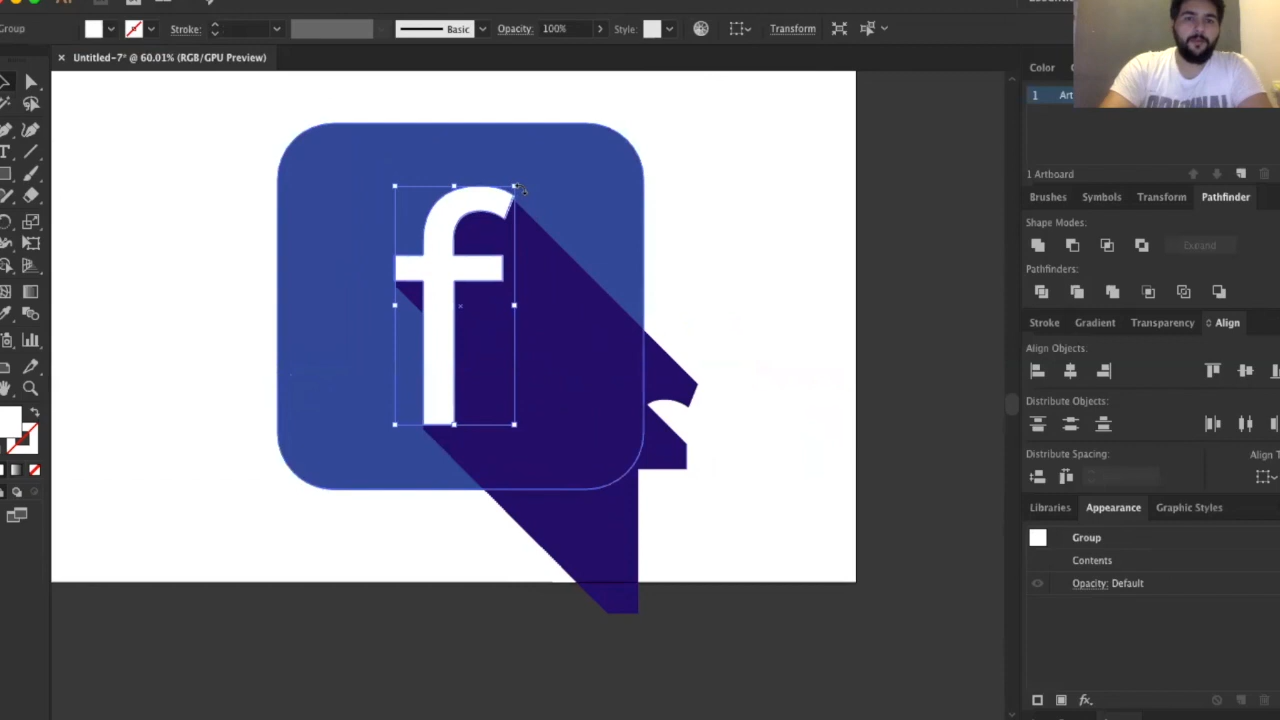 Group
Stroke:
Basic
Opacity:
100%
Style:
Transform
× Untitled-7* @ 60.01% (RGB/GPU Preview)
Color
1 Art
1 Artboard
Brushes Symbols Transform Pathfinder
Shape Modes:
Expand
Pathfinders:
Stroke Gradient Transparency Align
Align Objects:
Distribute Objects:
Distribute Spacing:
Align T
Libraries Appearance Graphic Styles
Group
Contents
Opacity: Default
fx
f
ORIGINAL